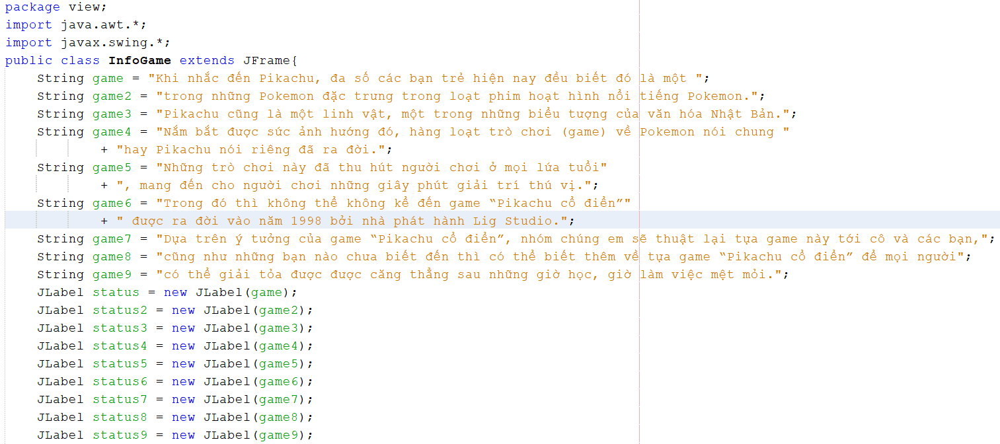 package view;
import java.awt.*;
import javax.swing.*;
public class InfoGame extends JFrame{
    String game = "Khi nhắc đến Pikachu, đa số các bạn trẻ hiện nay đều biết đó là một ";
    String game2 = "trong những Pokemon đặc trưng trong loạt phim hoạt hình nổi tiếng Pokemon.";
    String game3 = "Pikachu cũng là một linh vật, một trong những biểu tượng của văn hóa Nhật Bản.";
    String game4 = "Nắm bắt được sức ảnh hướng đó, hàng loạt trò chơi (game) về Pokemon nói chung "
            + "hay Pikachu nói riêng đã ra đời.";
    String game5 = "Những trò chơi này đã thu hút người chơi ở mọi lứa tuổi"
            + ", mang đến cho người chơi những giây phút giải trí thú vị.";
    String game6 = "Trong đó thì không thể không kể đến game “Pikachu cổ điển”"
            + " được ra đời vào năm 1998 bởi nhà phát hành Lig Studio.";
    String game7 = "Dựa trên ý tưởng của game “Pikachu cổ điển”, nhóm chúng em sẽ thuật lại tựa game này tới cô và các bạn,";
    String game8 = "cũng như những bạn nào chưa biết đến thì có thể biết thêm về tựa game “Pikachu cổ điển” để mọi người";
    String game9 = "có thể giải tỏa được được căng thẳng sau những giờ học, giờ làm việc mệt mỏi.";
    JLabel status = new JLabel(game);
    JLabel status2 = new JLabel(game2);
    JLabel status3 = new JLabel(game3);
    JLabel status4 = new JLabel(game4);
    JLabel status5 = new JLabel(game5);
    JLabel status6 = new JLabel(game6);
    JLabel status7 = new JLabel(game7);
    JLabel status8 = new JLabel(game8);
    JLabel status9 = new JLabel(game9);